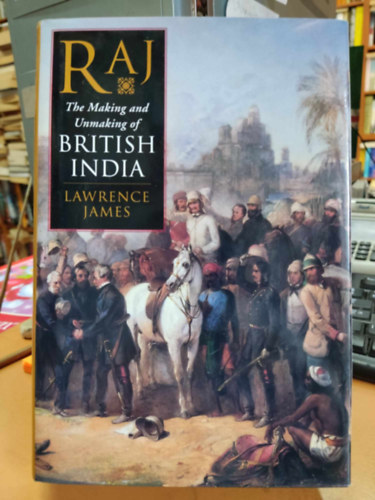 RAJ
The Making and
Unmaking of
BRITISH
INDIA
LAWRENCE
JAMES